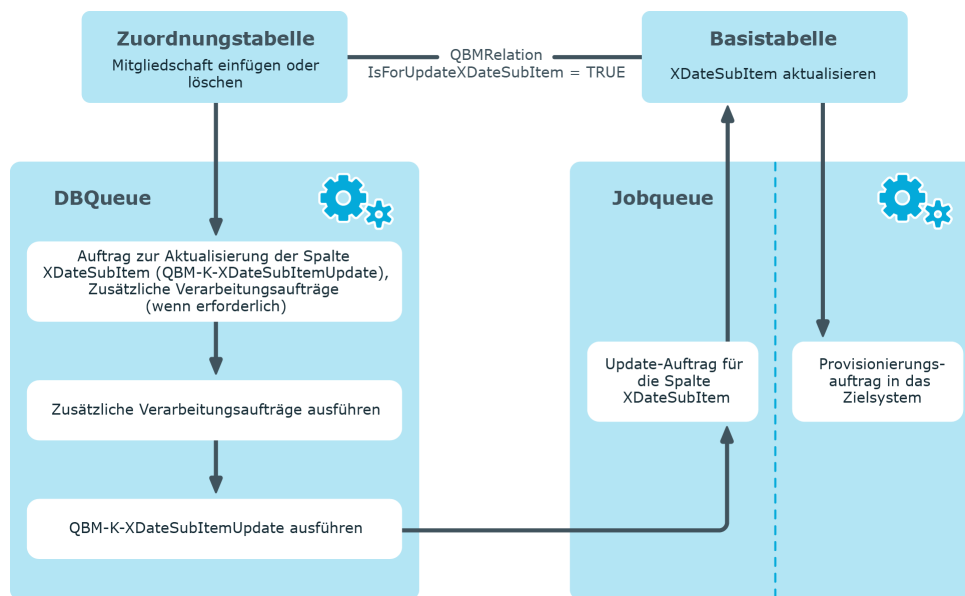 Zuordnungstabelle
Mitgliedschaft einfügen oder
löschen
QBMRelation
IsForUpdateXDateSubItem = TRUE
Basistabelle
XDateSubItem aktualisieren
DBQueue
Auftrag zur Aktualisierung der Spalte
XDateSubItem (QBM-K-XDateSubItemUpdate),
Zusätzliche Verarbeitungsaufträge
(wenn erforderlich)
Zusätzliche Verarbeitungsaufträge ausführen
QBM-K-XDateSubItemUpdate ausführen
Jobqueue
Update-Auftrag für
die Spalte
XDateSubItem
Provisionierungs-
auftrag in das
Zielsystem